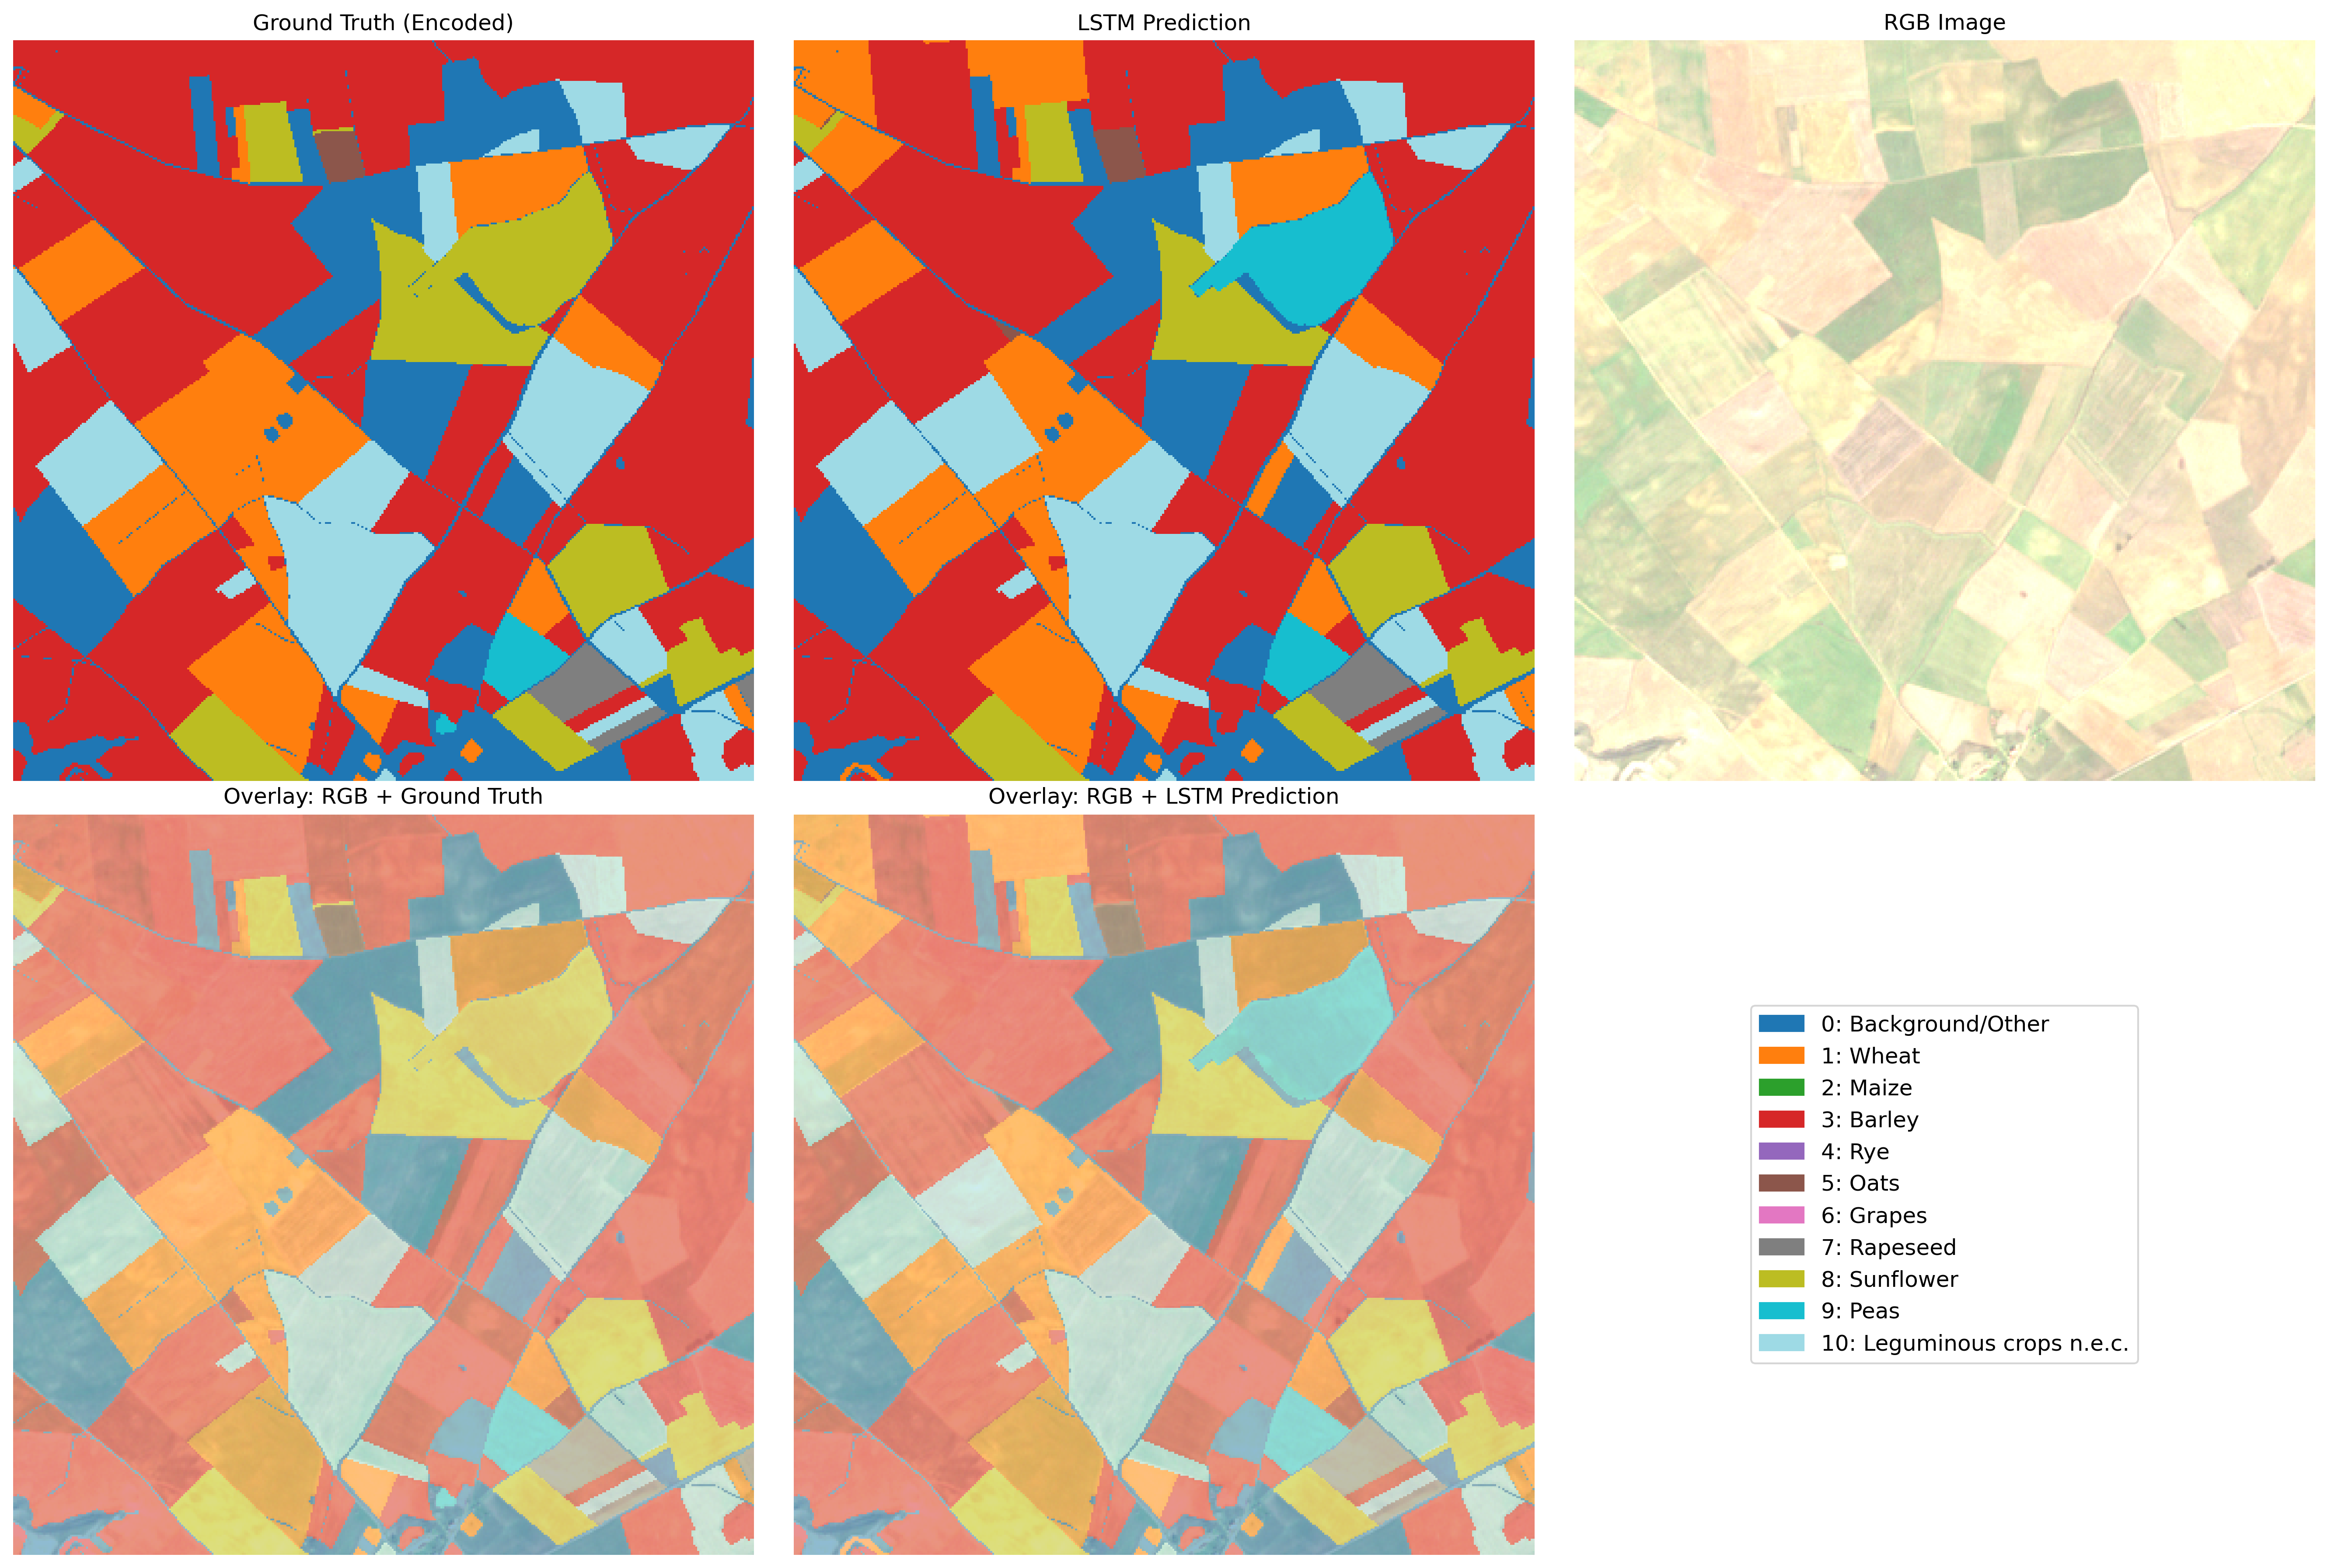 Ground Truth (Encoded)
LSTM Prediction
RGB Image
Overlay: RGB + Ground Truth
Overlay: RGB + LSTM Prediction
0: Background/Other
1: Wheat
2: Maize
3: Barley
4: Rye
5: Oats
6: Grapes
7: Rapeseed
8: Sunflower
9: Peas
10: Leguminous crops n.e.c.